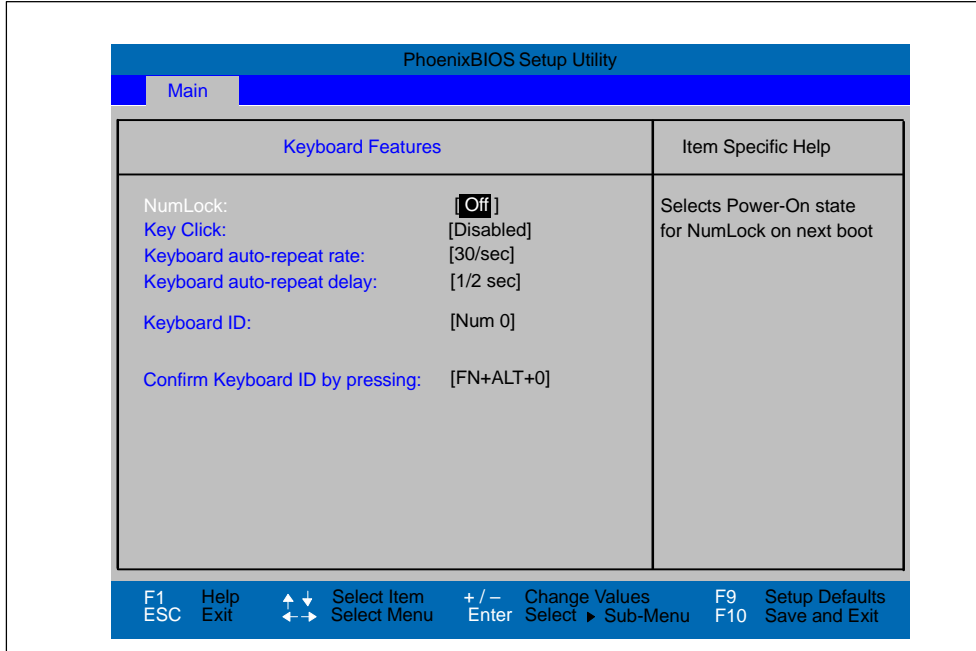 PhoenixBIOS Setup Utility
Main
Keyboard Features
Item Specific Help
NumLock: [Off]
Key Click: [Disabled]
Keyboard auto-repeat rate: [30/sec]
Keyboard auto-repeat delay: [1/2 sec]
Keyboard ID: [Num 0]
Confirm Keyboard ID by pressing: [FN+ALT+0]
Selects Power-On state
for NumLock on next boot
F1 Help Select Item + / – Change Values F9 Setup Defaults
ESC Exit Select Menu Enter Select ▶ Sub-Menu F10 Save and Exit